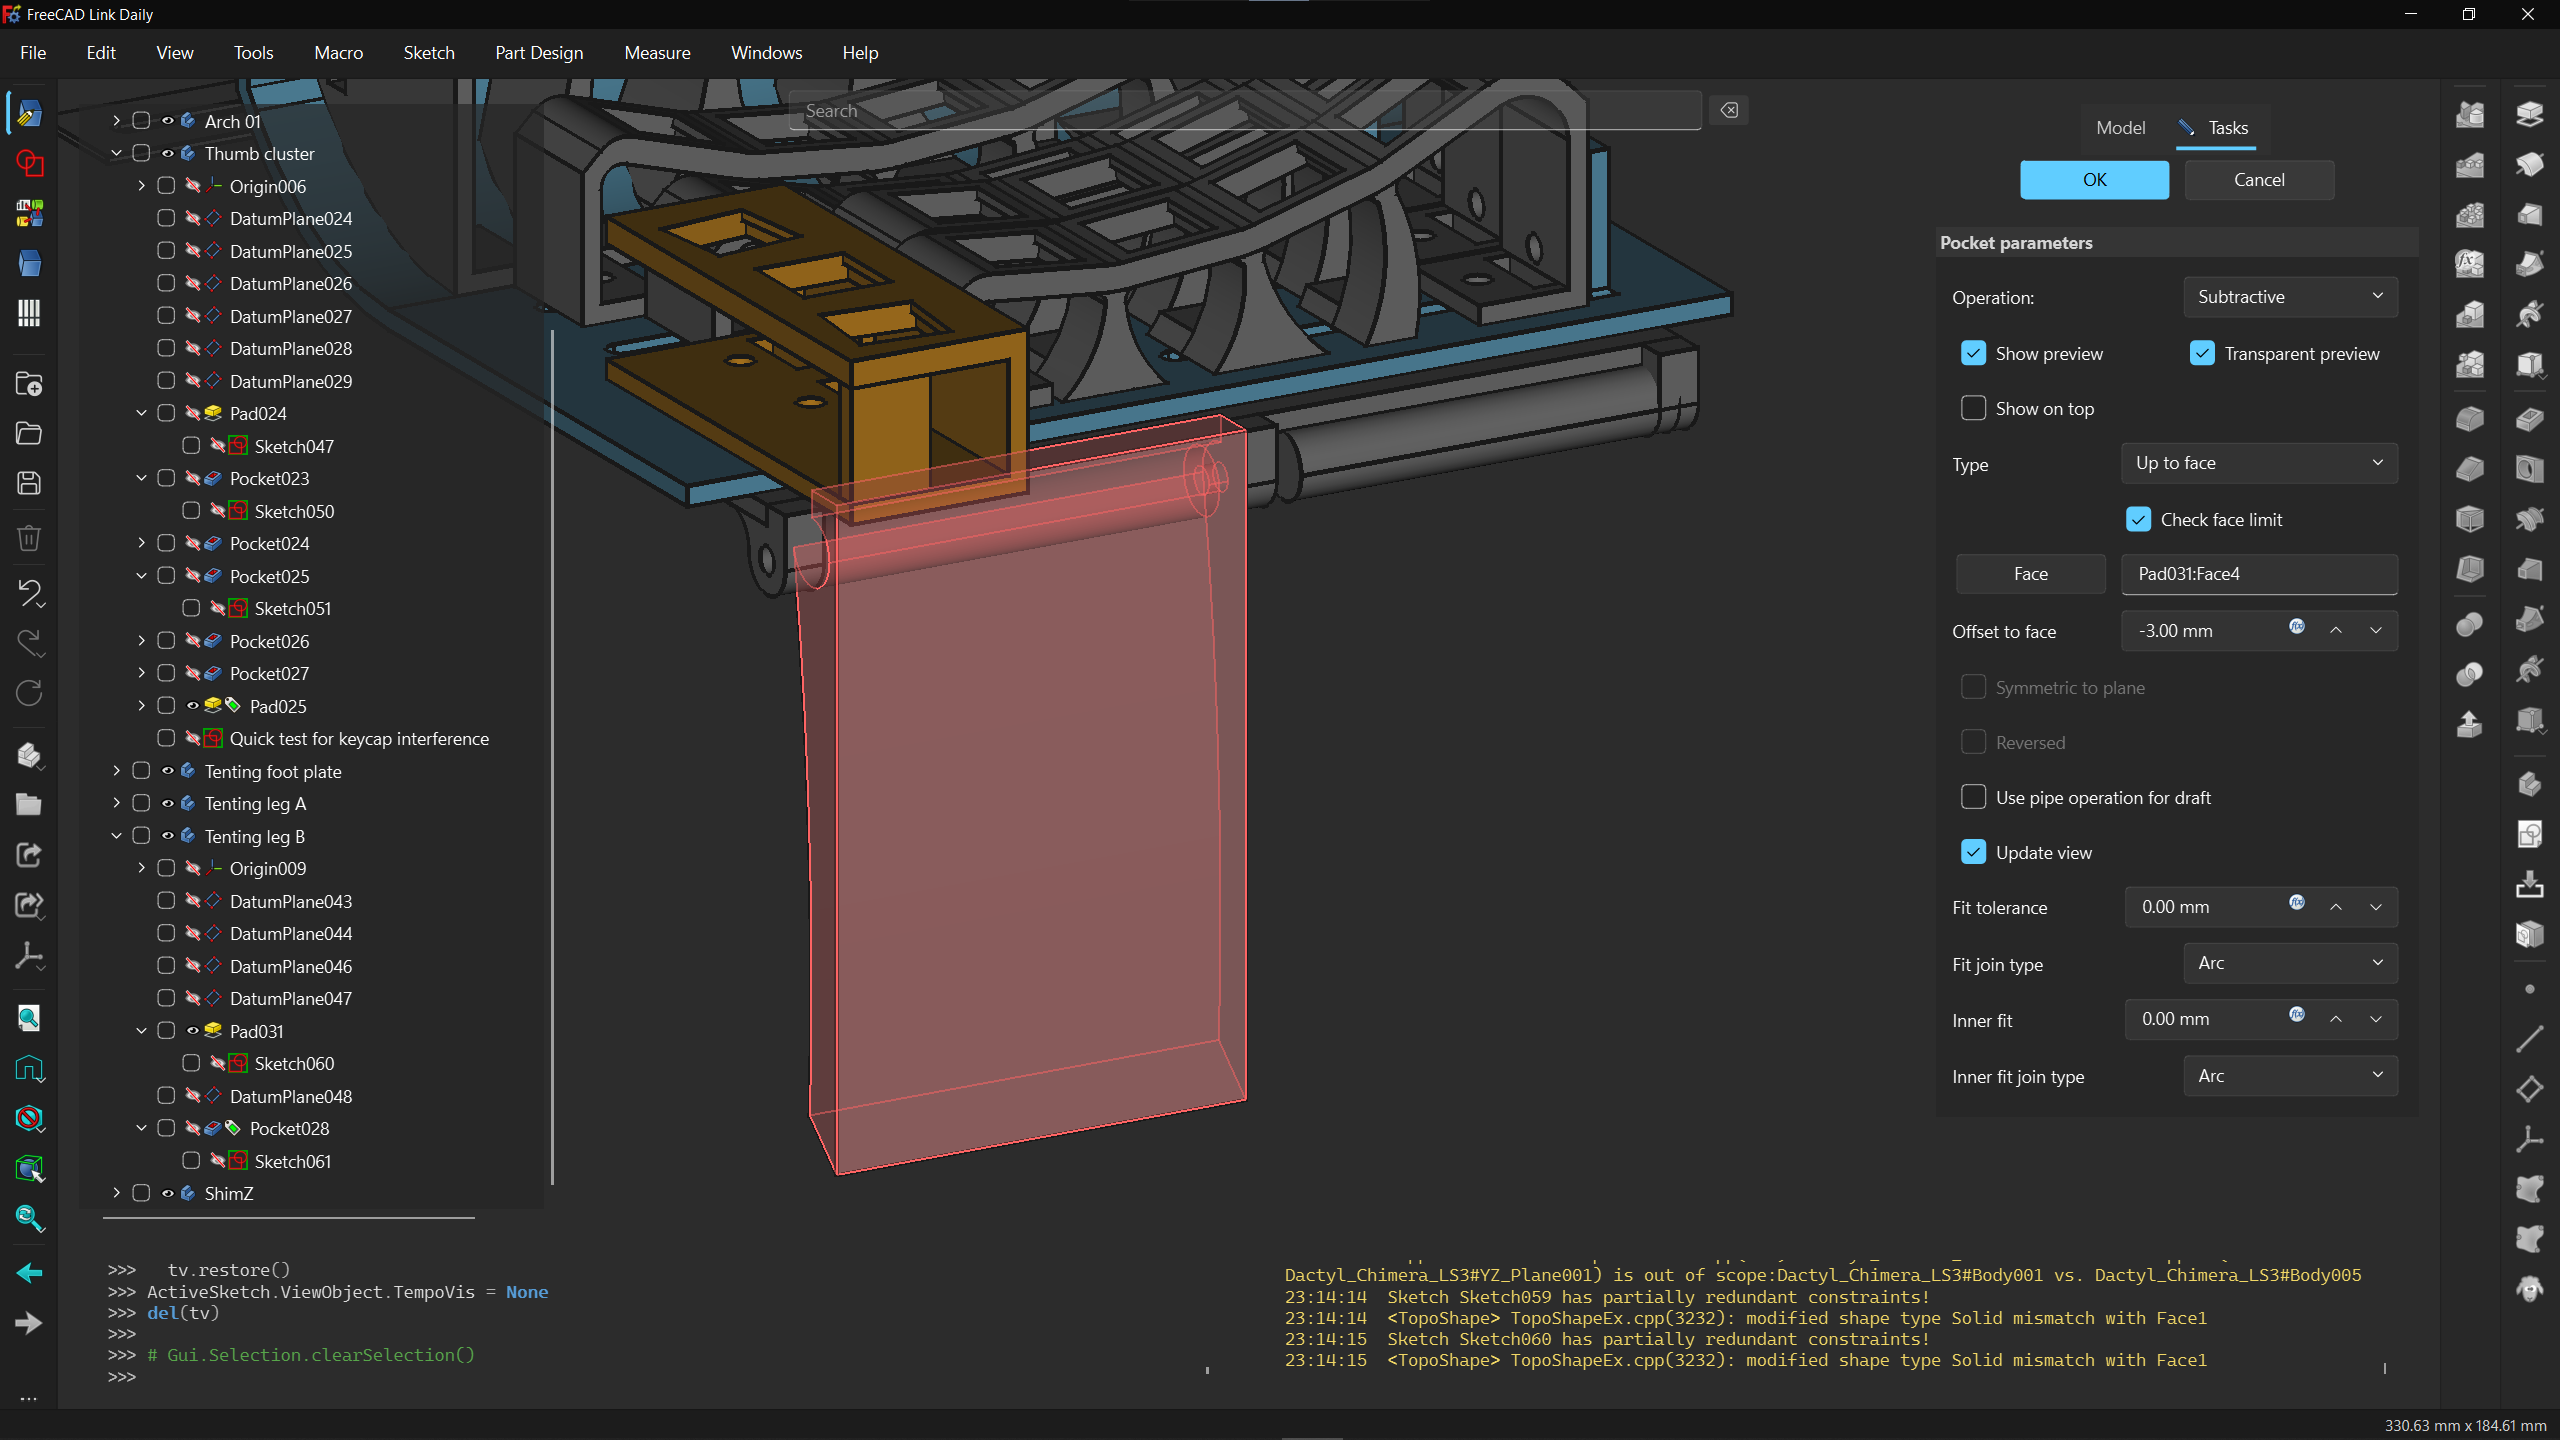 FreeCAD Link Daily
File Edit View Tools Macro Sketch Part Design Measure Windows Help
Search
Arch 01
Thumb cluster
Origin006
DatumPlane024
DatumPlane025
DatumPlane026
DatumPlane027
DatumPlane028
DatumPlane029
Pad024
Sketch047
Pocket023
Sketch050
Pocket024
Pocket025
Sketch051
Pocket026
Pocket027
Pad025
Quick test for keycap interference
Tenting foot plate
Tenting leg A
Tenting leg B
Origin009
DatumPlane043
DatumPlane044
DatumPlane046
DatumPlane047
Pad031
Sketch060
DatumPlane048
Pocket028
Sketch061
ShimZ
Model Tasks
OK Cancel
Pocket parameters
Operation: Subtractive
Show preview Transparent preview
Show on top
Type Up to face
Check face limit
Face Pad031:Face4
Offset to face -3.00 mm
Symmetric to plane
Reversed
Use pipe operation for draft
Update view
Fit tolerance 0.00 mm
Fit join type Arc
Inner fit 0.00 mm
Inner fit join type Arc
>>> tv.restore()
>>> ActiveSketch.ViewObject.TempoVis = None
>>> del(tv)
>>>
>>> # Gui.Selection.clearSelection()
>>>
Dactyl_Chimera_LS3#YZ_Plane001) is out of scope:Dactyl_Chimera_LS3#Body001 vs. Dactyl_Chimera_LS3#Body005
23:14:14 Sketch Sketch059 has partially redundant constraints!
23:14:14 <TopoShape> TopoShapeEx.cpp(3232): modified shape type Solid mismatch with Face1
23:14:15 Sketch Sketch060 has partially redundant constraints!
23:14:15 <TopoShape> TopoShapeEx.cpp(3232): modified shape type Solid mismatch with Face1
330.63 mm x 184.61 mm